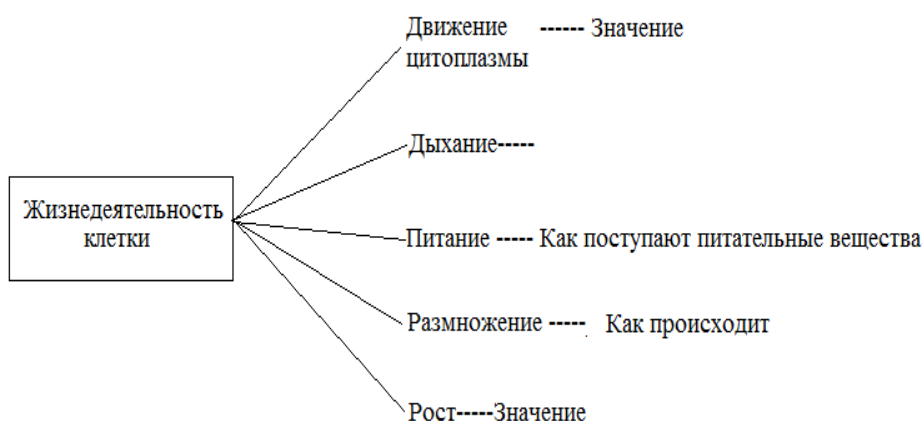 Движение ------ Значение
цитоплазмы
Дыхание-----
Жизнедеятельность
клетки
Питание ----- Как поступают питательные вещества
Размножение ----- Как происходит
Рост-----Значение